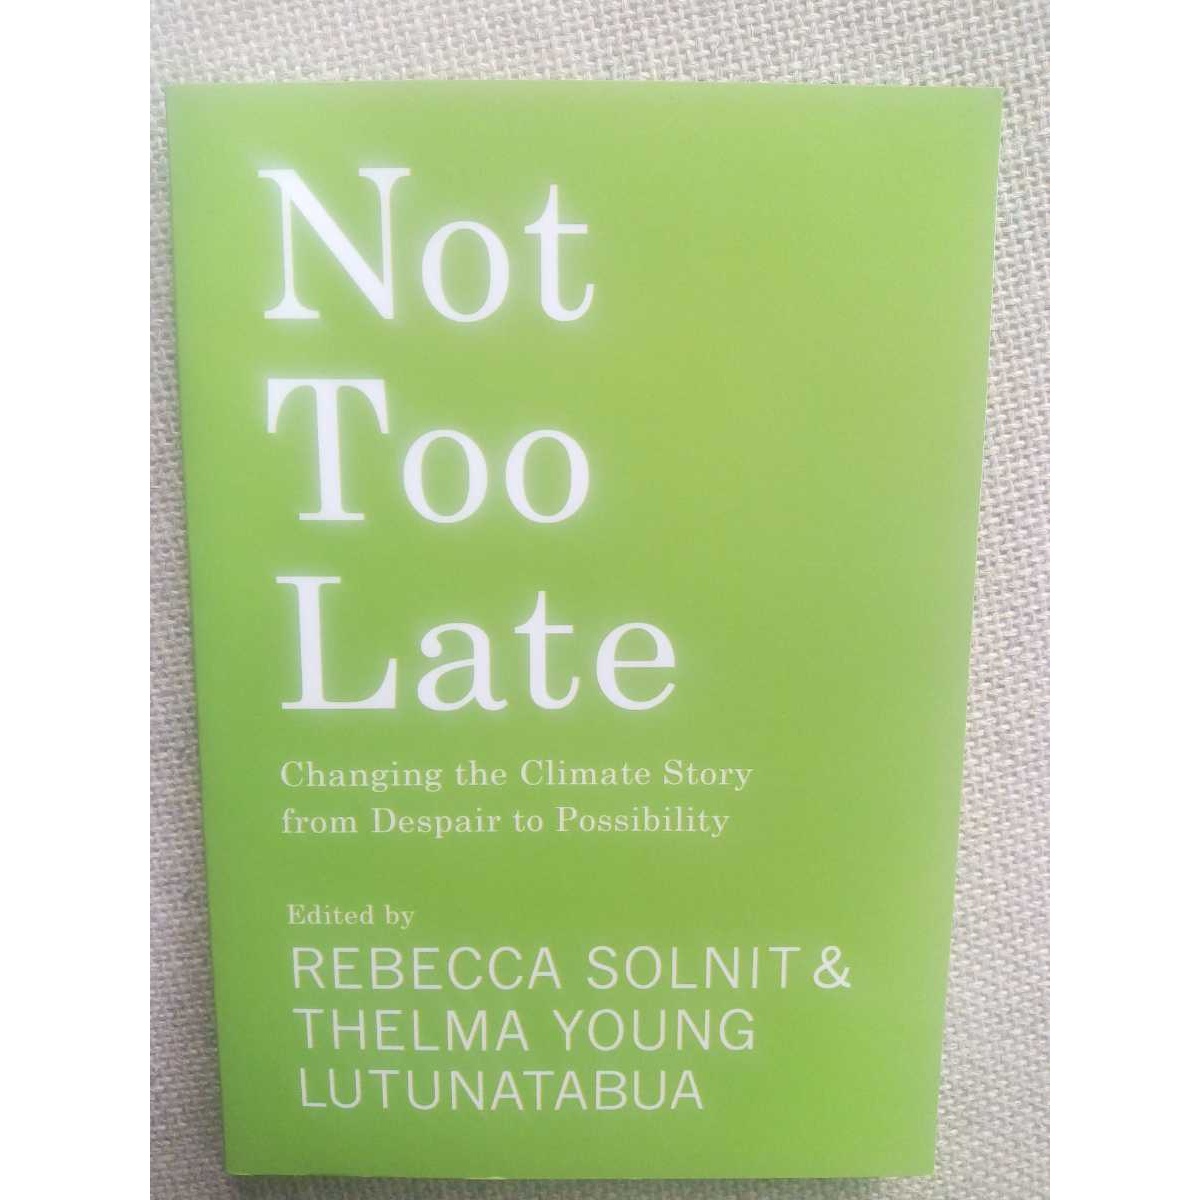 Not
Too
Late
Changing the Climate Story
from Despair to Possibility
Edited by
REBECCA SOLNIT &
THELMA YOUNG
LUTUNATABUA